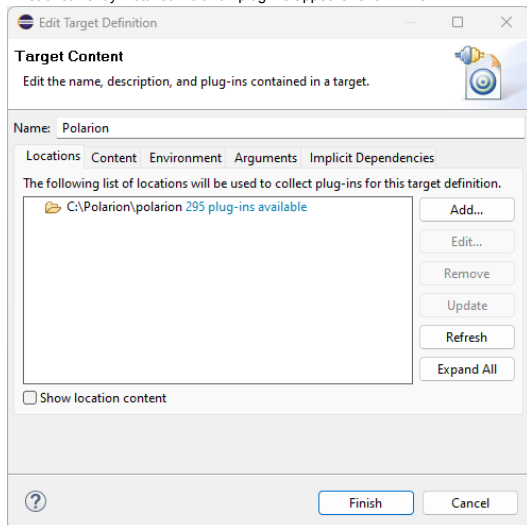 Edit Target Definition
Target Content
Edit the name, description, and plug-ins contained in a target.
Name: Polarion
Locations Content Environment Arguments Implicit Dependencies
The following list of locations will be used to collect plug-ins for this target definition.
C:\Polarion\polarion 295 plug-ins available
Add...
Edit...
Remove
Update
Refresh
Expand All
Show location content
?
Finish
Cancel